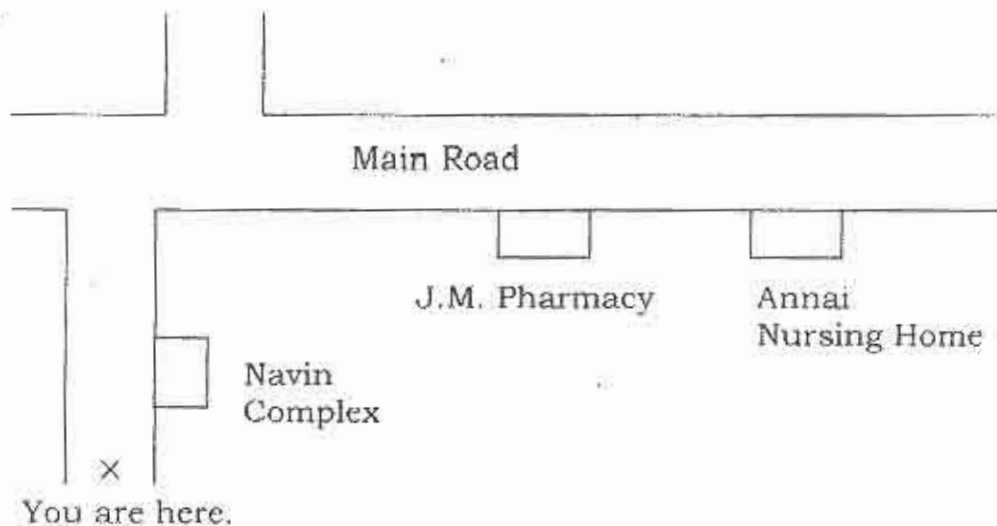 Main Road
J.M. Pharmacy
Annai
Nursing Home
Navin
Complex
×
You are here.